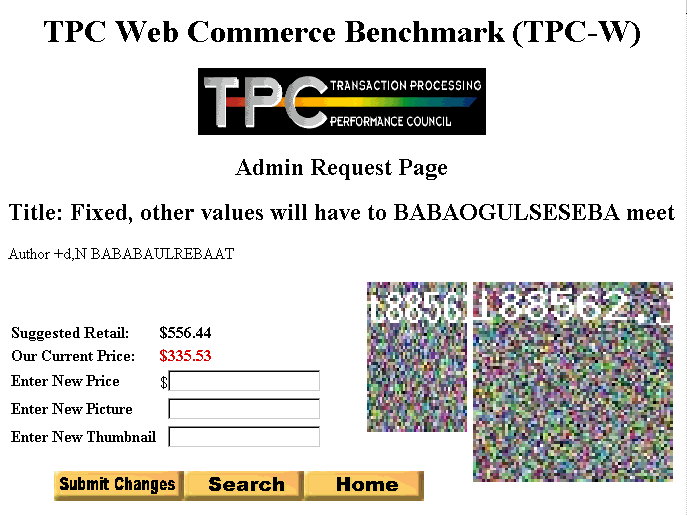 TPC Web Commerce Benchmark (TPC-W)
TPC TRANSACTION PROCESSING
PERFORMANCE COUNCIL
Admin Request Page
Title: Fixed, other values will have to BABAOGULSESEBA meet
Author +d,N BABABAULREBAAT
Suggested Retail: $556.44
Our Current Price: $335.53
Enter New Price $
Enter New Picture
Enter New Thumbnail
Submit Changes Search Home